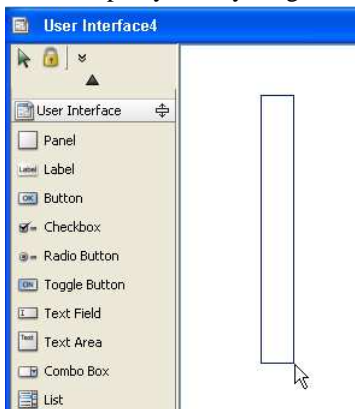 User Interface4
User Interface
Panel
Label Label
OK Button
Checkbox
Radio Button
ON Toggle Button
Text Field
Text Text Area
Combo Box
List